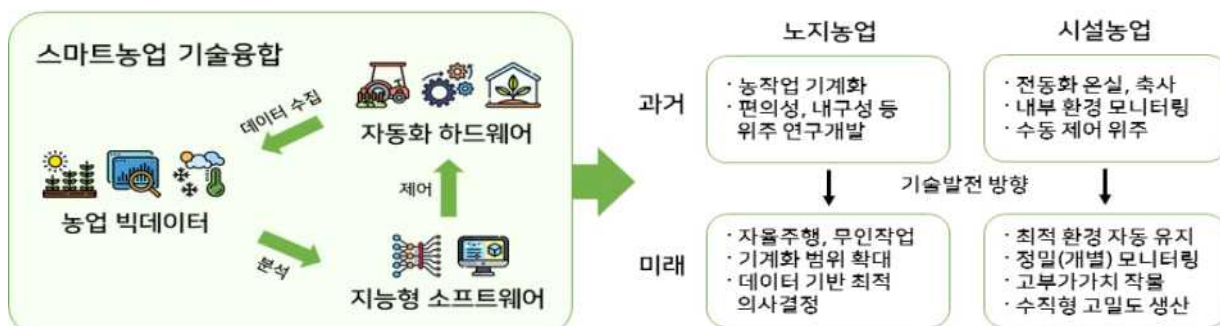 스마트농업 기술융합
데이터 수집
자동화 하드웨어
농업 빅데이터
제어
분석
지능형 소프트웨어
노지농업
시설농업
과거
· 농작업 기계화
· 편의성, 내구성 등
위주 연구개발
· 전동화 온실, 축사
· 내부 환경 모니터링
· 수동 제어 위주
기술발전 방향
미래
· 자율주행, 무인작업
· 기계화 범위 확대
· 데이터 기반 최적
의사결정
· 최적 환경 자동 유지
· 정밀(개별) 모니터링
· 고부가가치 작물
· 수직형 고밀도 생산